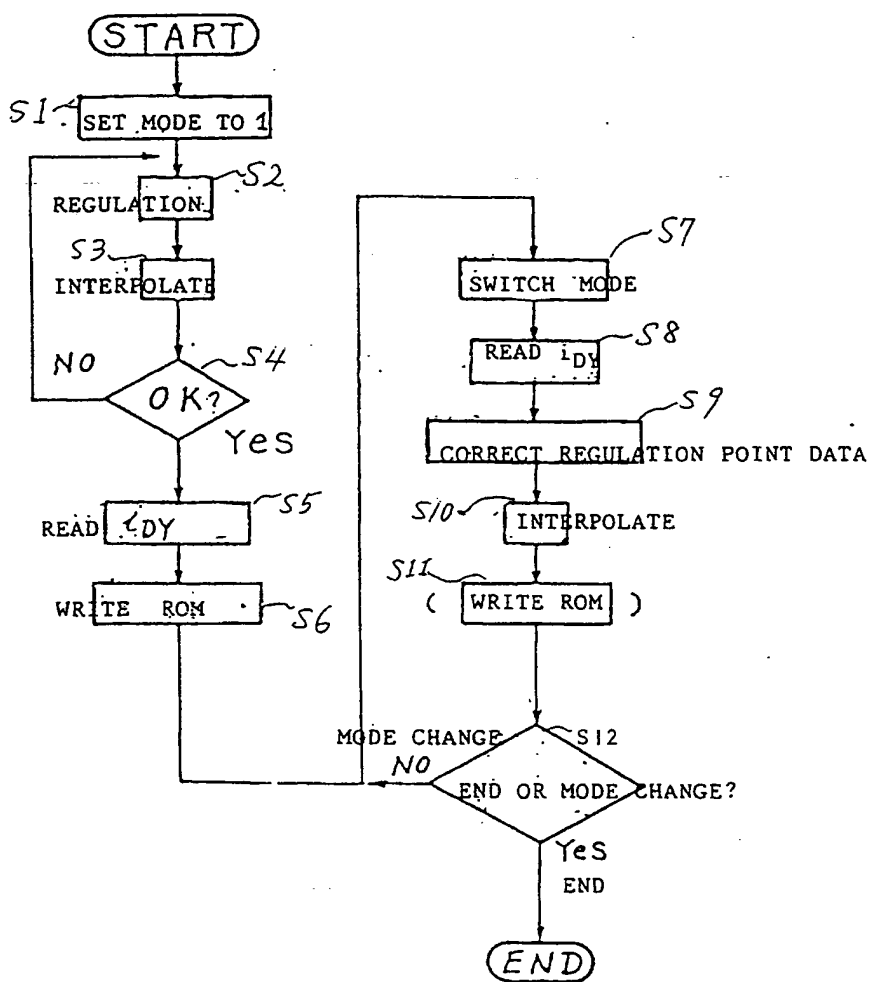 START
S1
SET MODE TO 1
S2
REGULATION
S3
INTERPOLATE
S4
NO
OK?
Yes
S5
READ iDY
WRITE ROM
S6
S7
SWITCH MODE
S8
READ iDY
S9
CORRECT REGULATION POINT DATA
S10
INTERPOLATE
S11
( WRITE ROM )
MODE CHANGE
S12
NO
END OR MODE CHANGE?
Yes
END
END